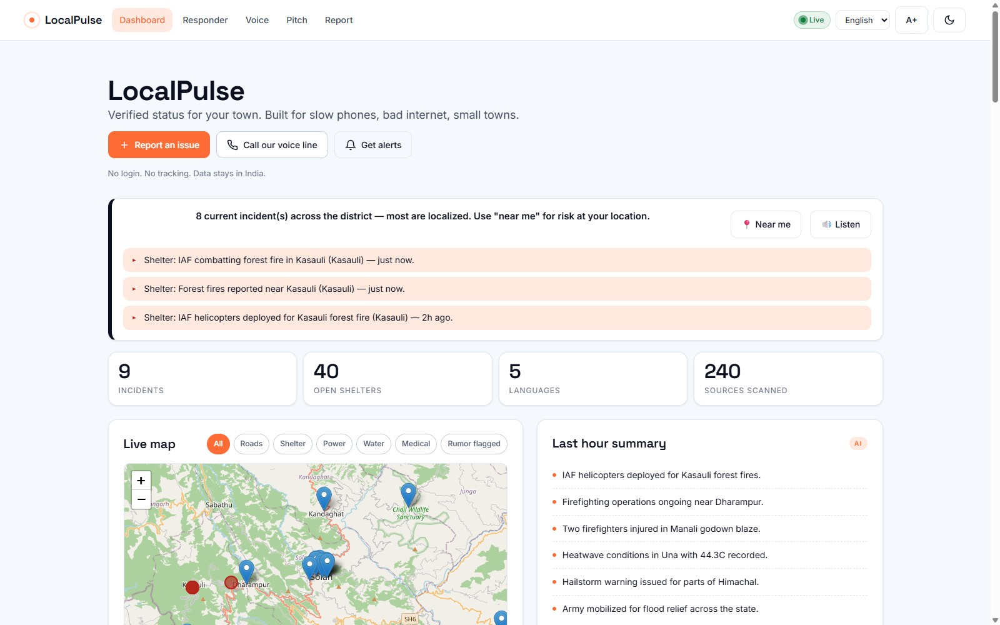 LocalPulse
Dashboard
Responder
Voice
Pitch
Report
Live
English
A+
LocalPulse
Verified status for your town. Built for slow phones, bad internet, small towns.
+ Report an issue
Call our voice line
Get alerts
No login. No tracking. Data stays in India.
8 current incident(s) across the district — most are localized. Use "near me" for risk at your location.
Near me
Listen
Shelter: IAF combatting forest fire in Kasauli (Kasauli) — just now.
Shelter: Forest fires reported near Kasauli (Kasauli) — just now.
Shelter: IAF helicopters deployed for Kasauli forest fire (Kasauli) — 2h ago.
9
INCIDENTS
40
OPEN SHELTERS
5
LANGUAGES
240
SOURCES SCANNED
Live map
All
Roads
Shelter
Power
Water
Medical
Rumor flagged
+
−
Kandaghat
Junga
Sabathu
Kandaghat
Chail Wildlife
Sanctuary
Solan
Dharampur
SH6
Last hour summary
AI
IAF helicopters deployed for Kasauli forest fires.
Firefighting operations ongoing near Dharampur.
Two firefighters injured in Manali godown blaze.
Heatwave conditions in Una with 44.3C recorded.
Hailstorm warning issued for parts of Himachal.
Army mobilized for flood relief across the state.